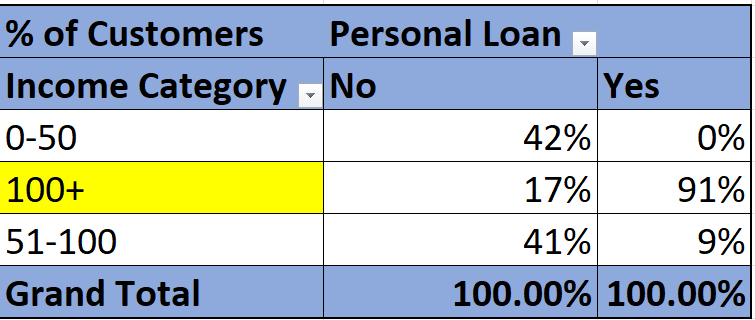 % of Customers Personal Loan
Income Category No Yes
0-50 42% 0%
100+ 17% 91%
51-100 41% 9%
Grand Total 100.00% 100.00%